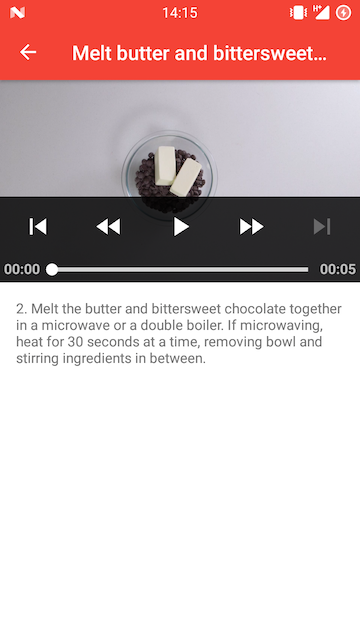 14:15
H+
Melt butter and bittersweet…
00:00
00:05
2. Melt the butter and bittersweet chocolate together
in a microwave or a double boiler. If microwaving,
heat for 30 seconds at a time, removing bowl and
stirring ingredients in between.